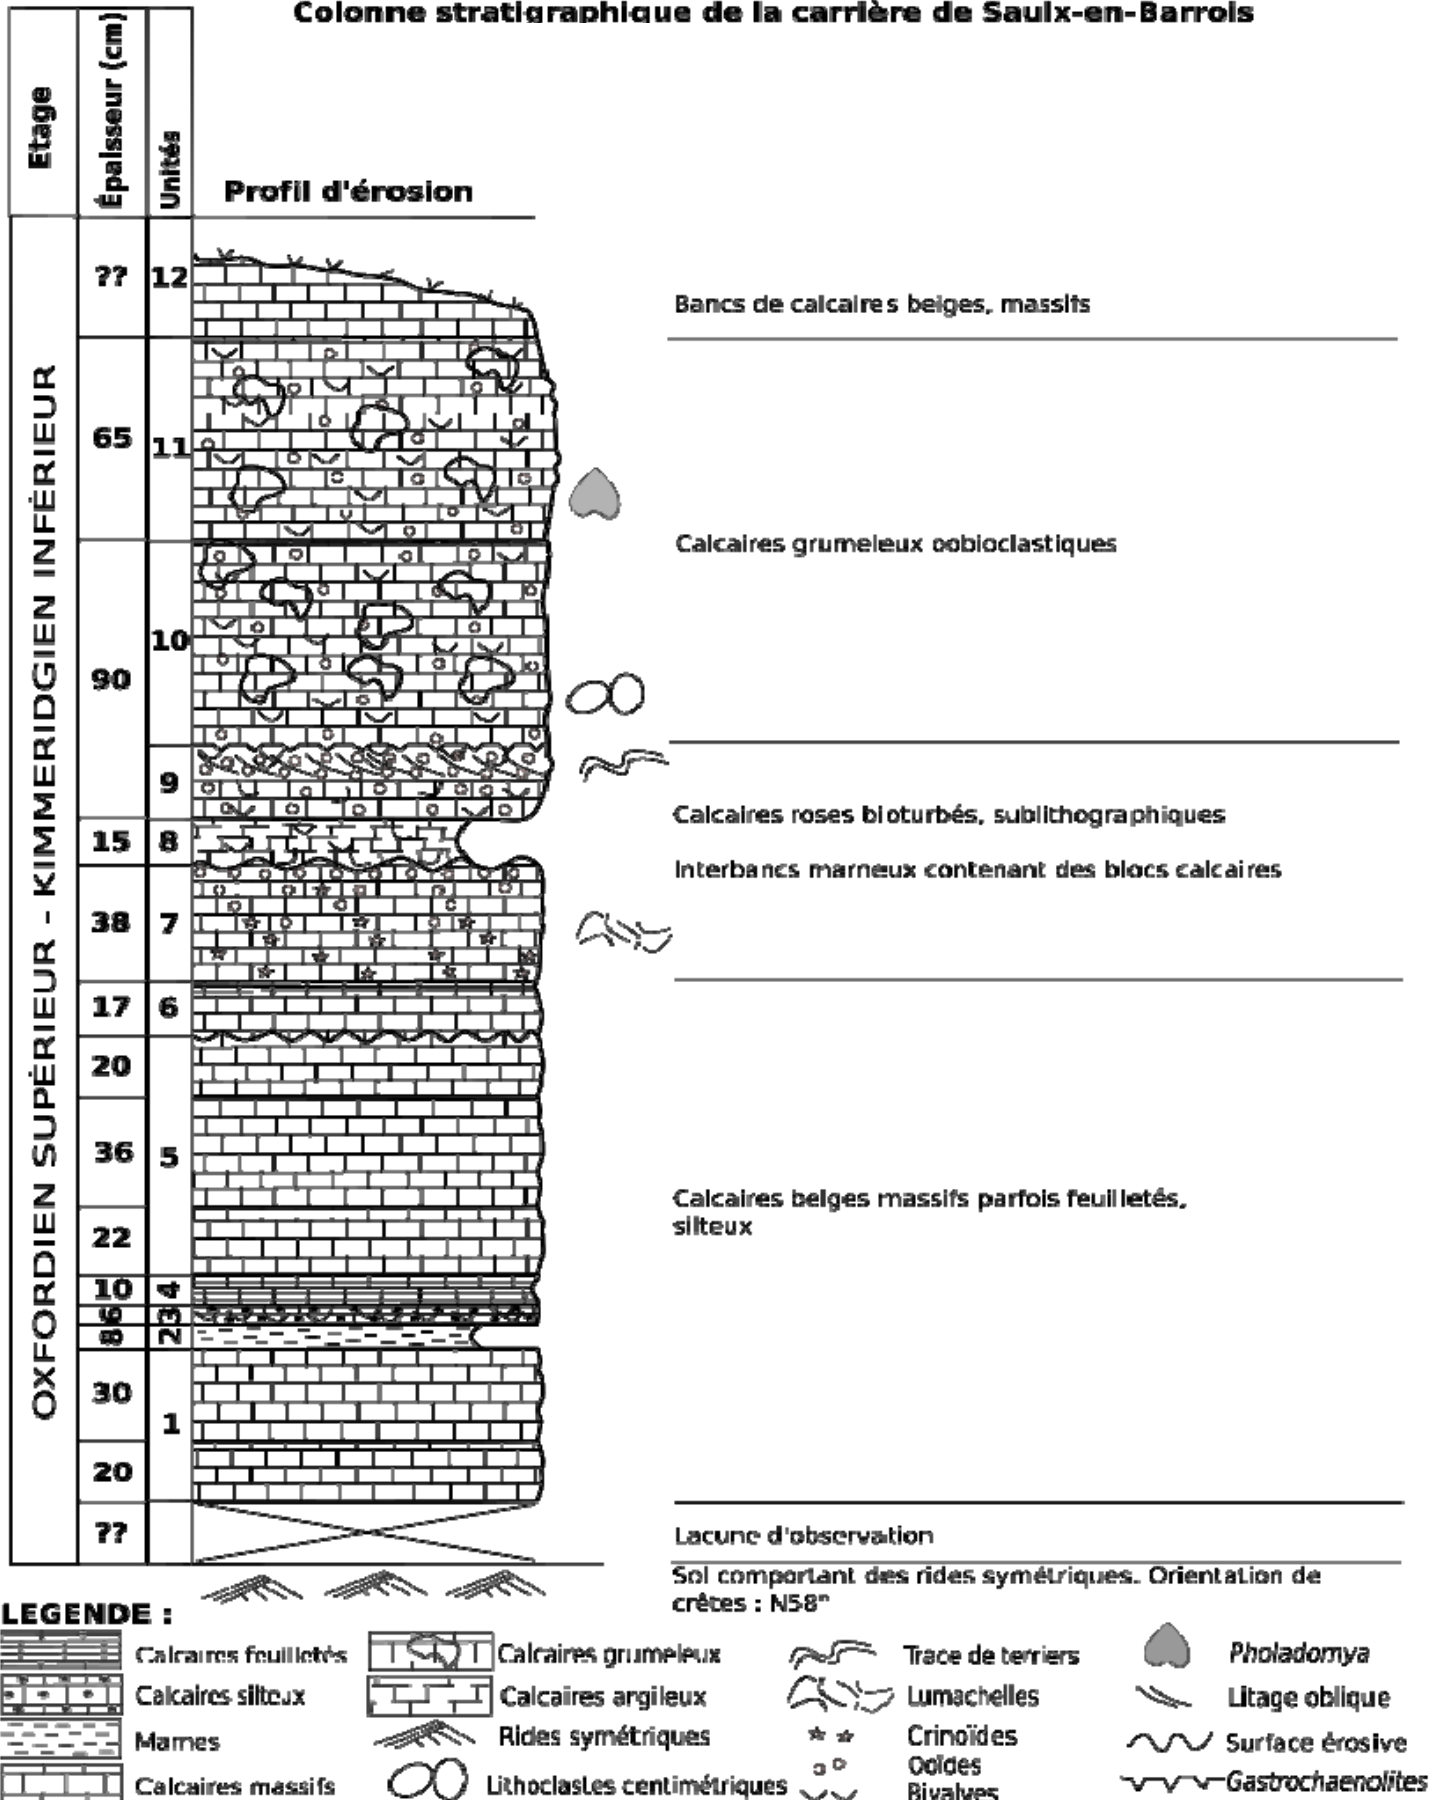 Colonne stratigraphique de la carrière de Saulx-en-Barrois
Etage
Épaisseur (cm)
Unités
Profil d'érosion
OXFORDIEN SUPÉRIEUR - KIMMERIDGIEN INFÉRIEUR
?? 12
Bancs de calcaires beiges, massifs
65 11
Calcaires grumeleux oobioclastiques
90 10
9
Calcaires roses bioturbés, sublithographiques
15 8
Interbancs marneux contenant des blocs calcaires
38 7
17 6
20
36 5
Calcaires beiges massifs parfois feuilletés,
silteux
22
10 4
6 3
8 2
30
1
20
??
Lacune d'observation
Sol comportant des rides symétriques. Orientation de
crêtes : N58°
LEGENDE :
Calcaires feuilletés
Calcaires silteux
Marnes
Calcaires massifs
Calcaires grumeleux
Calcaires argileux
Rides symétriques
Lithoclastes centimétriques
Trace de terriers
Lumachelles
Crinoïdes
Ooïdes
Bivalves
Pholadomya
Litage oblique
Surface érosive
Gastrochaenolites